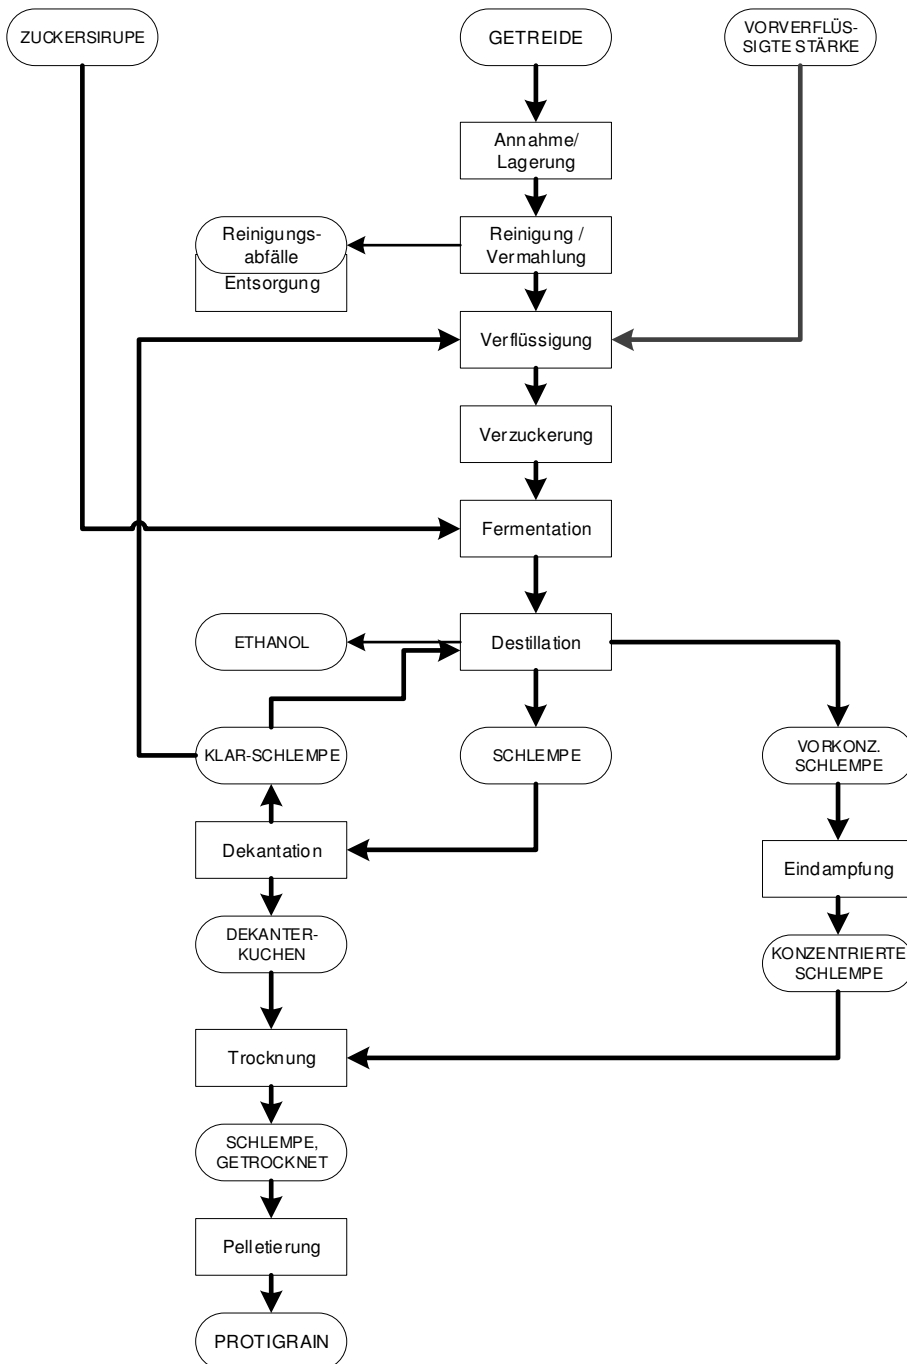 ZUCKERSIRUPE
GETREIDE
VORVERFLÜS-
SIGTE STÄRKE
Annahme/
Lagerung
Reinigungs-
abfälle
Entsorgung
Reinigung /
Vermahlung
Verflüssigung
Verzuckerung
Fermentation
ETHANOL
Destillation
KLAR-SCHLEMPE
SCHLEMPE
VORKONZ.
SCHLEMPE
Dekantation
Eindampfung
DEKANTER-
KUCHEN
KONZENTRIERTE
SCHLEMPE
Trocknung
SCHLEMPE,
GETROCKNET
Pelletierung
PROTIGRAIN